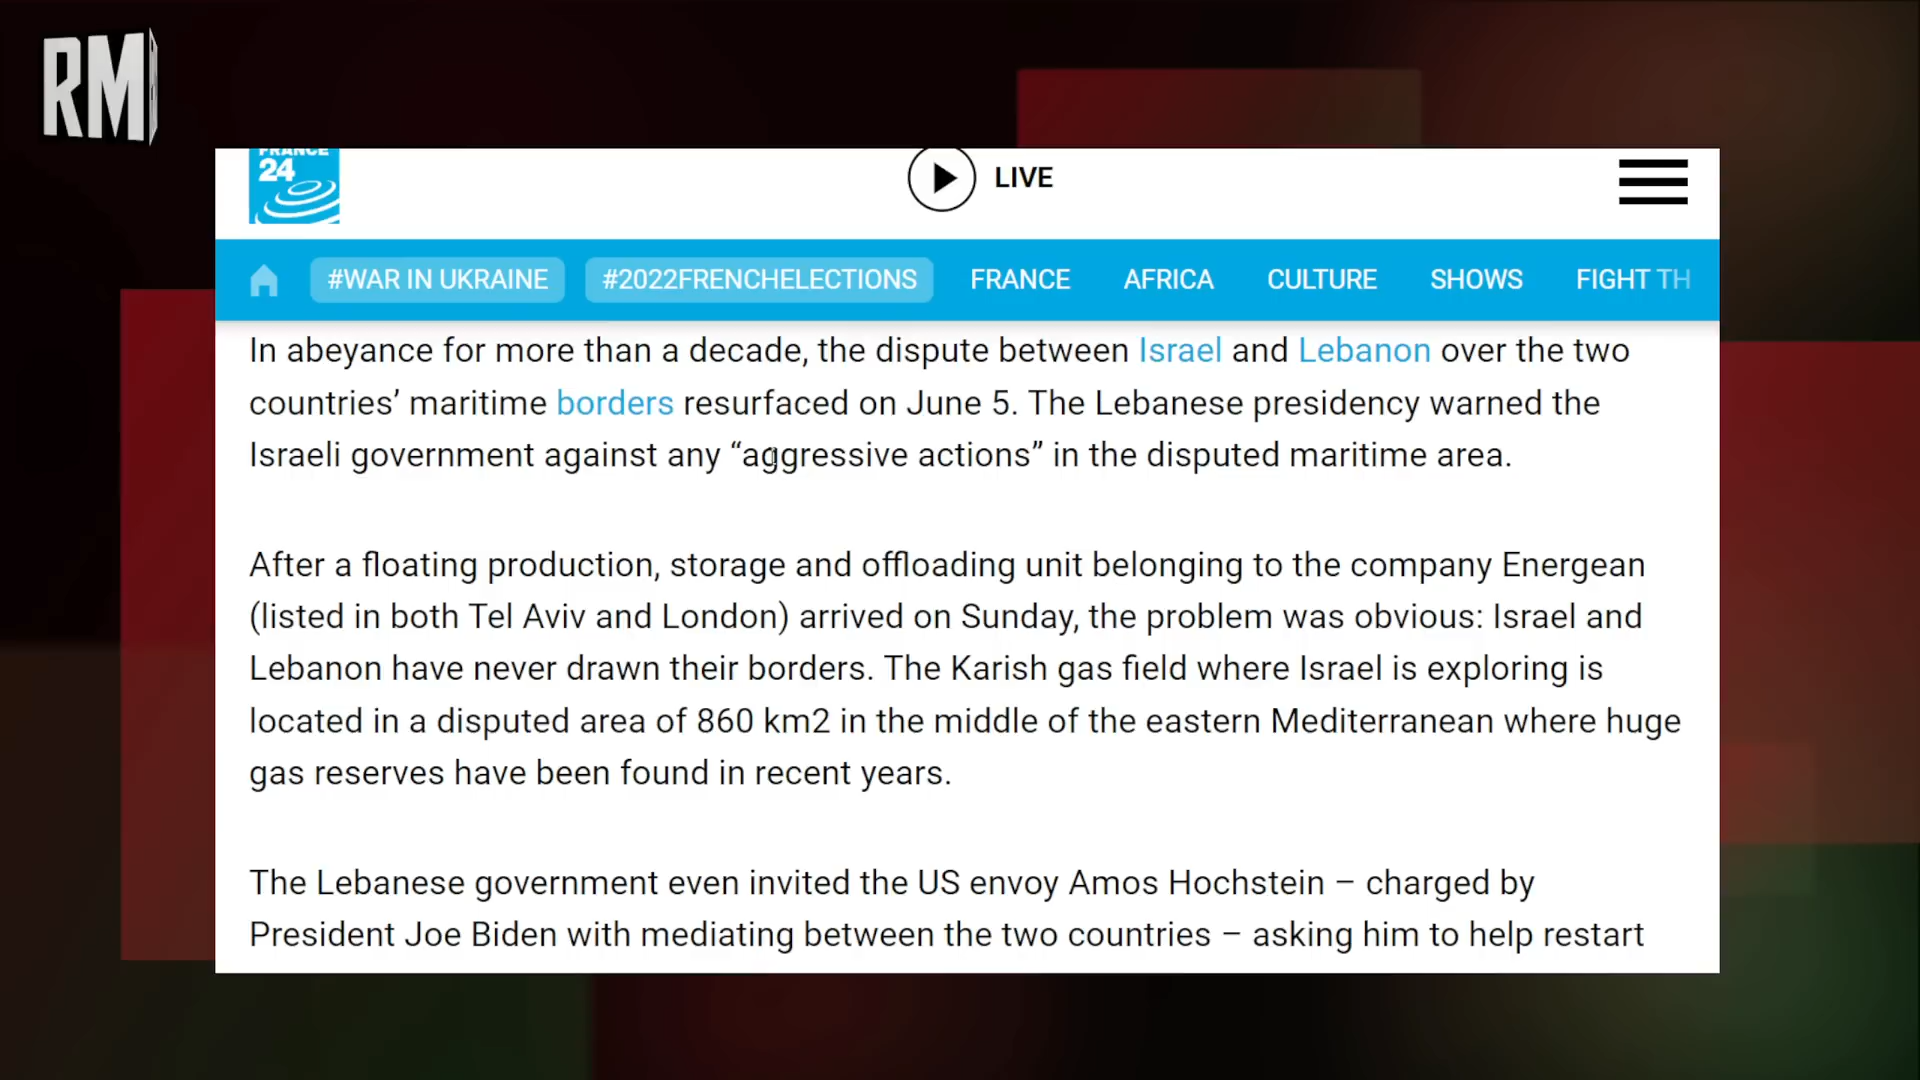 RM
FRANCE
24
LIVE
#WAR IN UKRAINE #2022FRENCHELECTIONS FRANCE AFRICA CULTURE SHOWS FIGHT TH
In abeyance for more than a decade, the dispute between Israel and Lebanon over the two
countries’ maritime borders resurfaced on June 5. The Lebanese presidency warned the
Israeli government against any “aggressive actions” in the disputed maritime area.
After a floating production, storage and offloading unit belonging to the company Energean
(listed in both Tel Aviv and London) arrived on Sunday, the problem was obvious: Israel and
Lebanon have never drawn their borders. The Karish gas field where Israel is exploring is
located in a disputed area of 860 km2 in the middle of the eastern Mediterranean where huge
gas reserves have been found in recent years.
The Lebanese government even invited the US envoy Amos Hochstein – charged by
President Joe Biden with mediating between the two countries – asking him to help restart